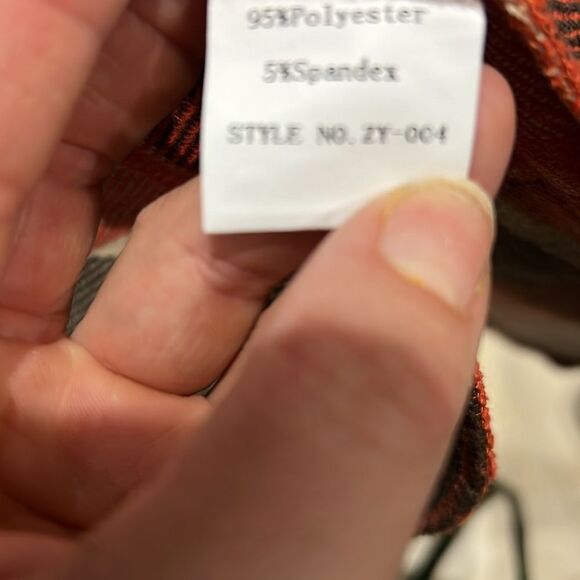 95%Polyester
5%Spandex
STYLE NO. ZY-004